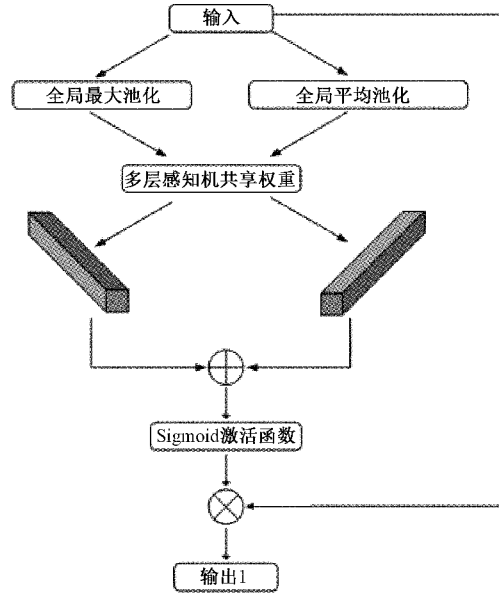 输入
全局最大池化
全局平均池化
多层感知机共享权重
Sigmoid激活函数
输出1